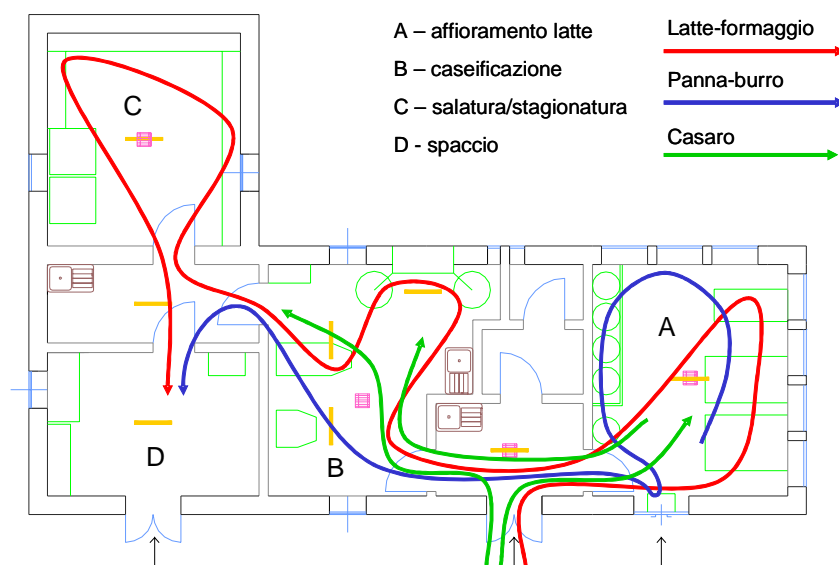 A – affioramento latte
B – caseificazione
C – salatura/stagionatura
D - spaccio
Latte-formaggio
Panna-burro
Casaro
C
A
B
D